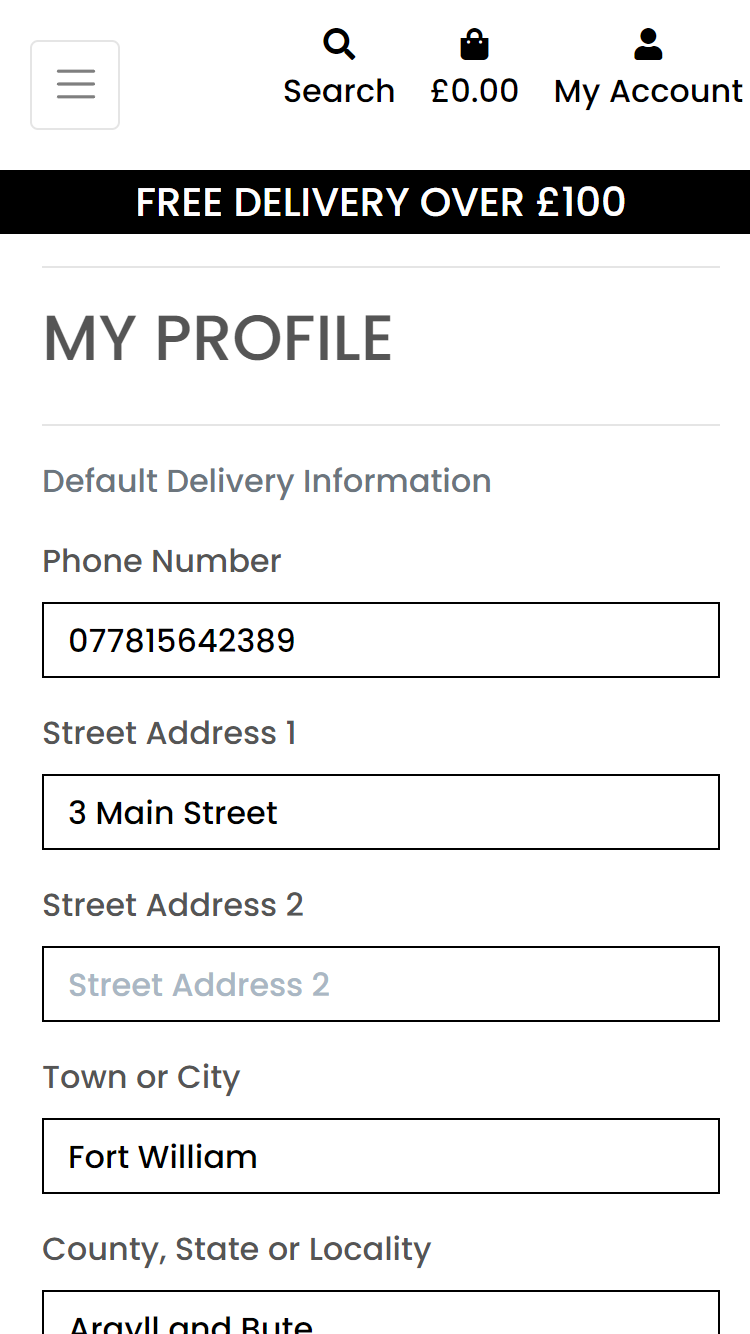 Search £0.00 My Account
FREE DELIVERY OVER £100
MY PROFILE
Default Delivery Information
Phone Number
077815642389
Street Address 1
3 Main Street
Street Address 2
Street Address 2
Town or City
Fort William
County, State or Locality
Argyll and Bute